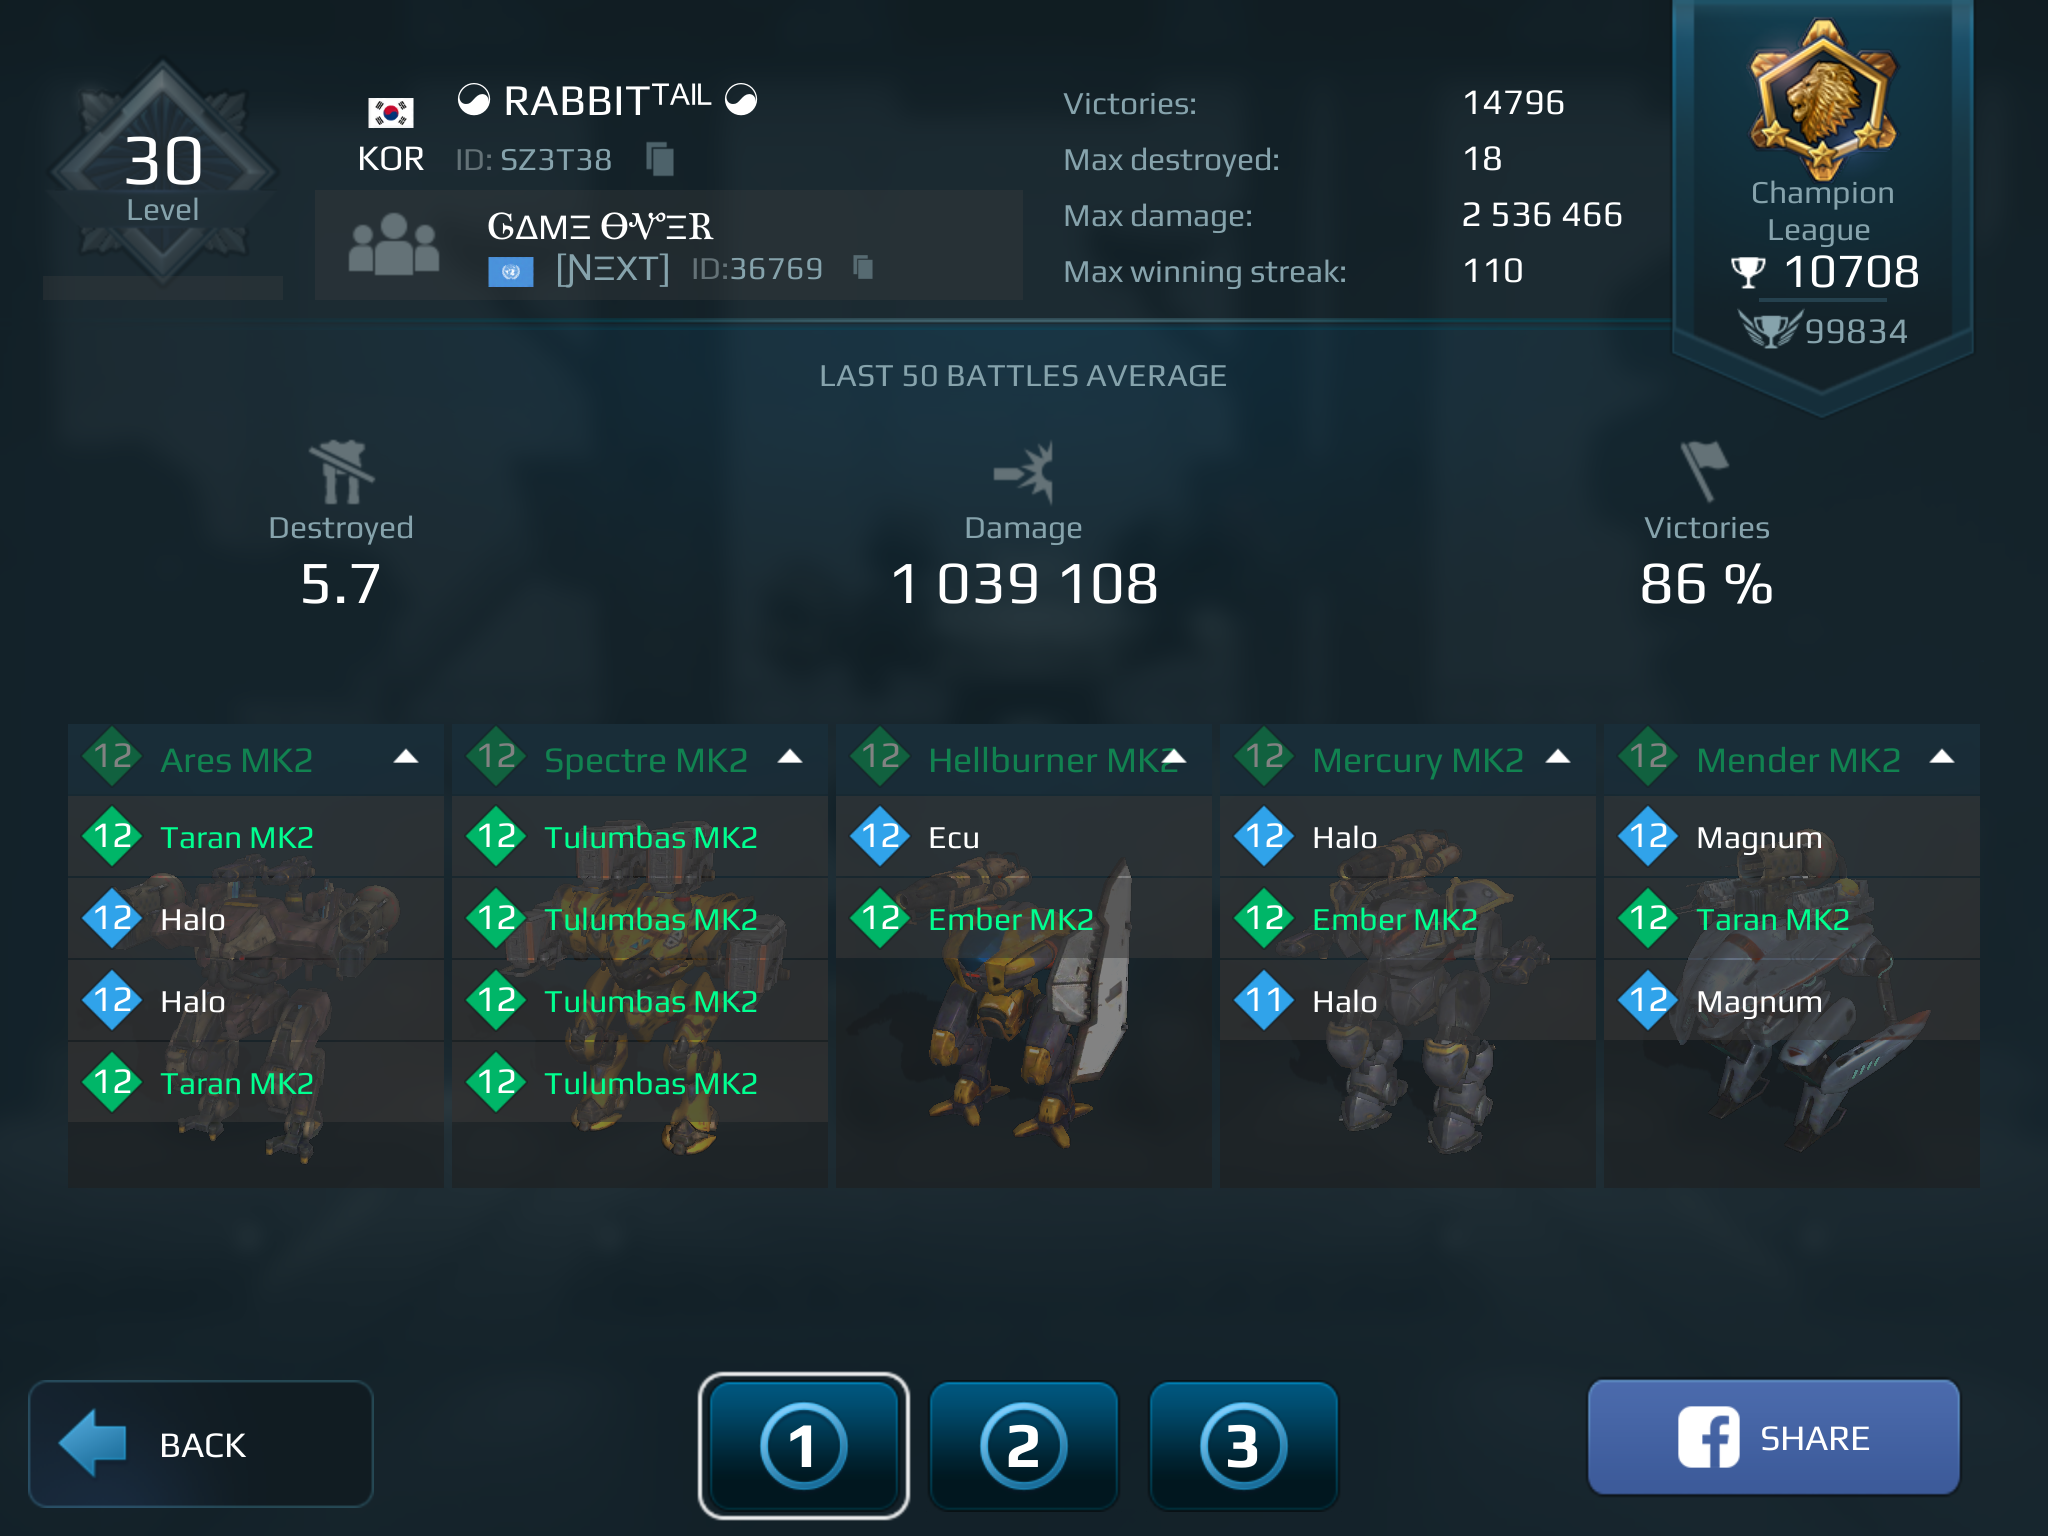 30
Level
KOR
RABBITᵀᴬᴵᴸ
ID: SZ3T38
GΔMΞ ӨѶΞR
[ƝΞXT] ID:36769
Victories: 14796
Max destroyed: 18
Max damage: 2 536 466
Max winning streak: 110
Champion
League
10708
99834
LAST 50 BATTLES AVERAGE
Destroyed
5.7
Damage
1 039 108
Victories
86 %
12 Ares MK2
12 Taran MK2
12 Halo
12 Halo
12 Taran MK2
12 Spectre MK2
12 Tulumbas MK2
12 Tulumbas MK2
12 Tulumbas MK2
12 Tulumbas MK2
12 Hellburner MK2
12 Ecu
12 Ember MK2
12 Mercury MK2
12 Halo
12 Ember MK2
11 Halo
12 Mender MK2
12 Magnum
12 Taran MK2
12 Magnum
BACK
1
2
3
SHARE